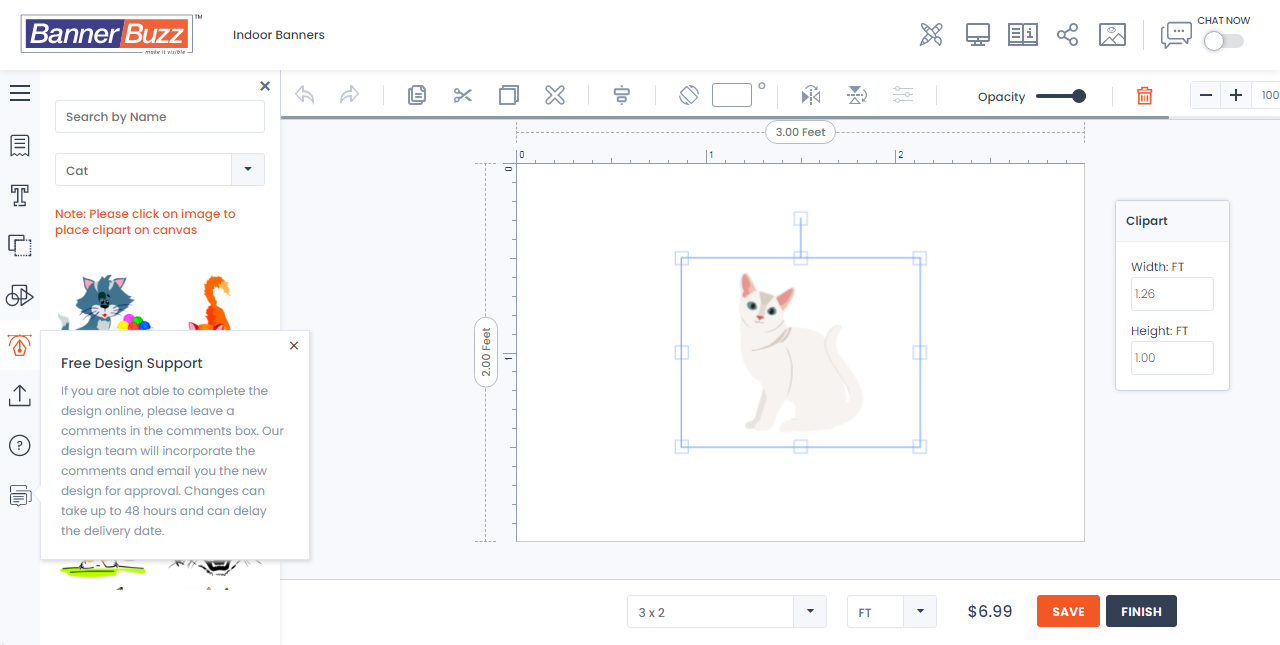 BannerBuzz
TM
make it visible
Indoor Banners
CHAT NOW
Search by Name
Cat
Note: Please click on image to
place clipart on canvas
Opacity
100
3.00 Feet
0
1
2
0
1
2.00 Feet
Clipart
Width: FT
1.26
Height: FT
1.00
Free Design Support
If you are not able to complete the
design online, please leave a
comments in the comments box. Our
design team will incorporate the
comments and email you the new
design for approval. Changes can
take up to 48 hours and can delay
the delivery date.
3 x 2
FT
$6.99
SAVE
FINISH